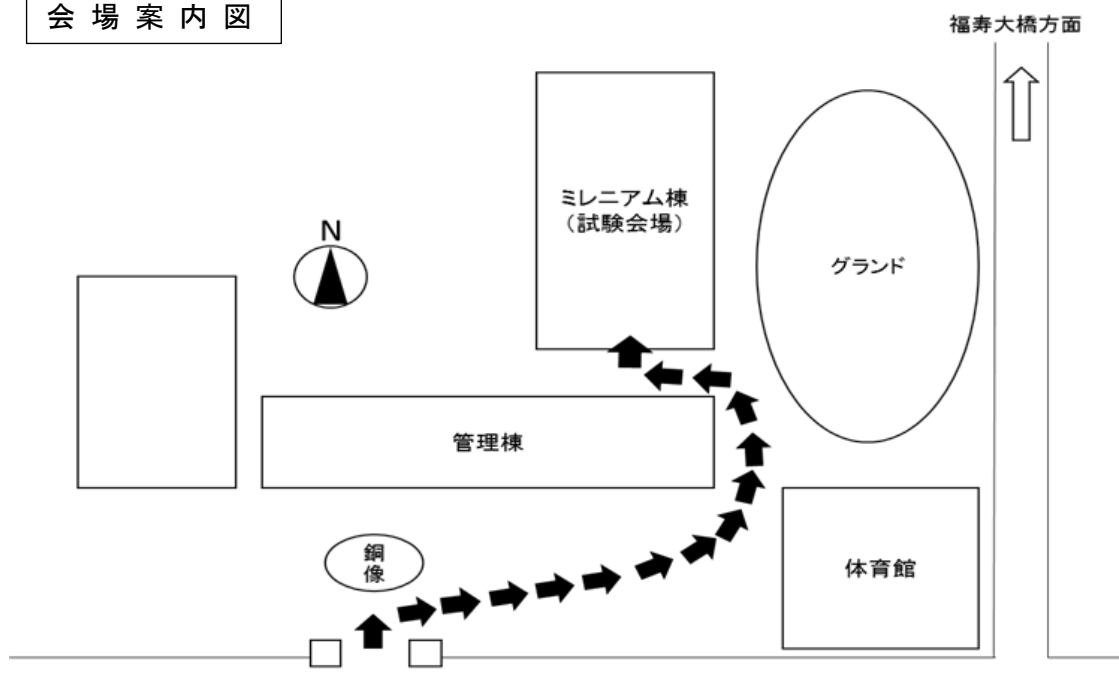 会場案内図
福寿大橋方面
ミレニアム棟
（試験会場）
N
グランド
管理棟
銅
像
体育館